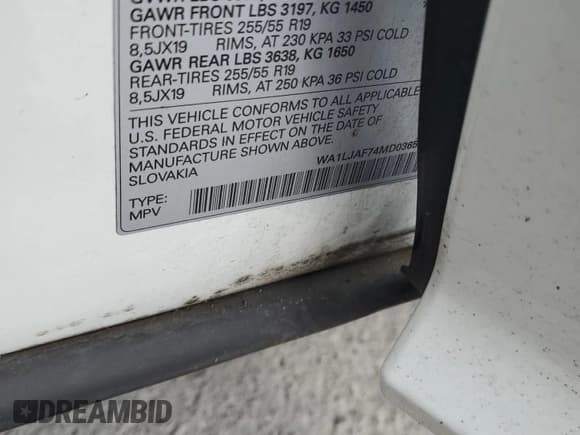 GAWR FRONT LBS 3197, KG 1450
FRONT-TIRES 255/55 R19
8,5JX19 RIMS, AT 230 KPA 33 PSI COLD
GAWR REAR LBS 3638, KG 1650
REAR-TIRES 255/55 R19
8,5JX19 RIMS, AT 250 KPA 36 PSI COLD
THIS VEHICLE CONFORMS TO ALL APPLICABLE
U.S. FEDERAL MOTOR VEHICLE SAFETY
STANDARDS IN EFFECT ON THE DATE OF
MANUFACTURE SHOWN ABOVE.
SLOVAKIA
WA1LJAF74MD0365
TYPE:
MPV
DREAMBID